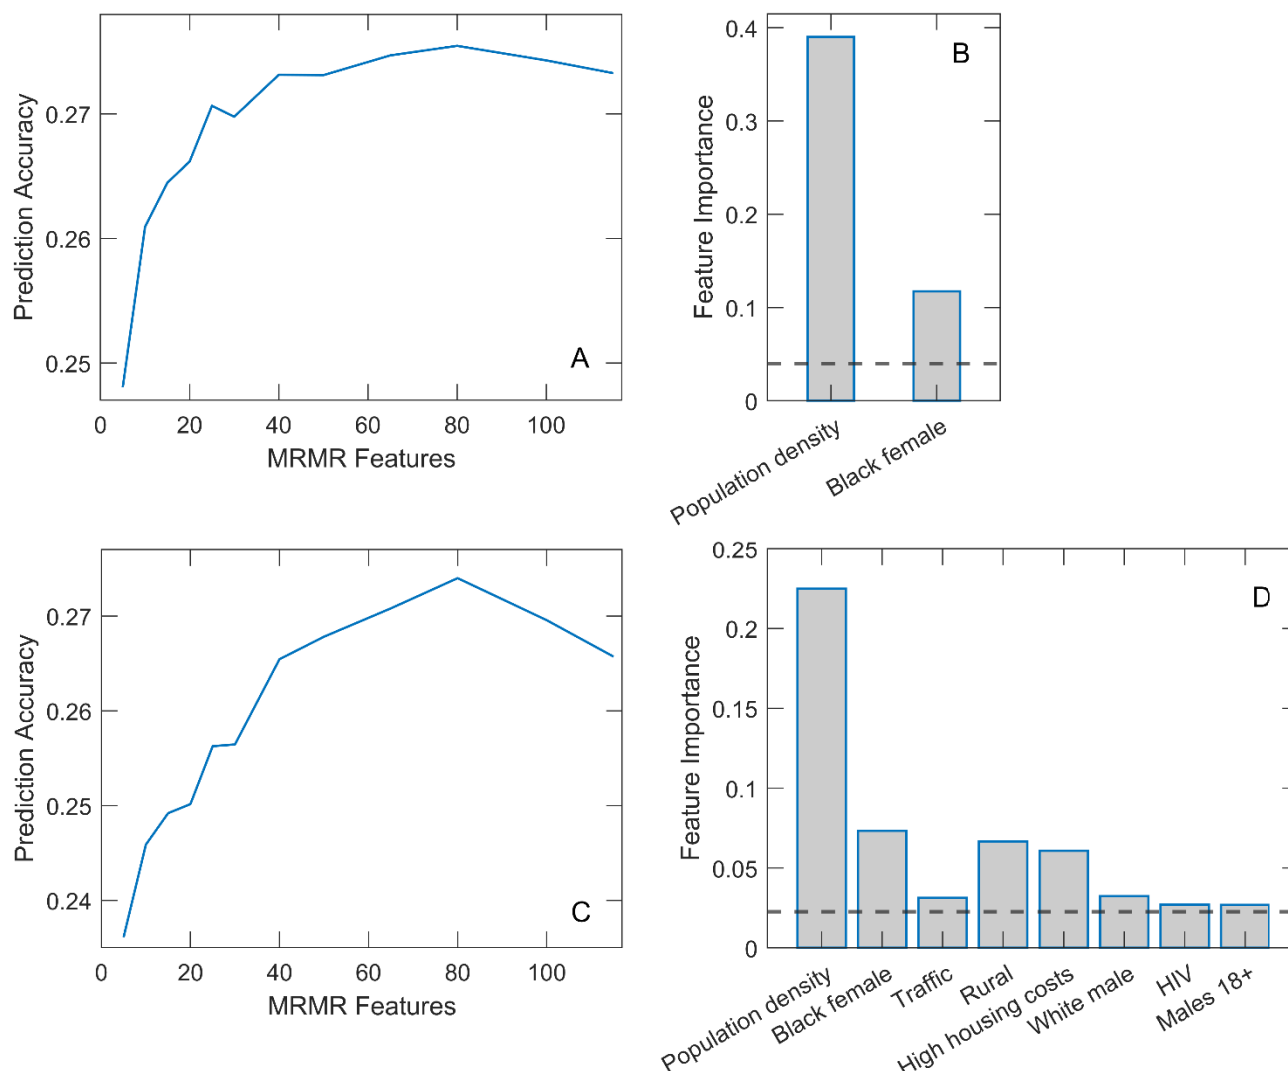 Prediction Accuracy
0.27
0.26
0.25
0 20 40 60 80 100
MRMR Features
A
Feature Importance
0.4
0.3
0.2
0.1
0
Population density
Black female
B
Prediction Accuracy
0.27
0.26
0.25
0.24
0 20 40 60 80 100
MRMR Features
C
Feature Importance
0.25
0.2
0.15
0.1
0.05
0
Population density
Black female
Traffic
Rural
High housing costs
White male
HIV
Males 18+
D